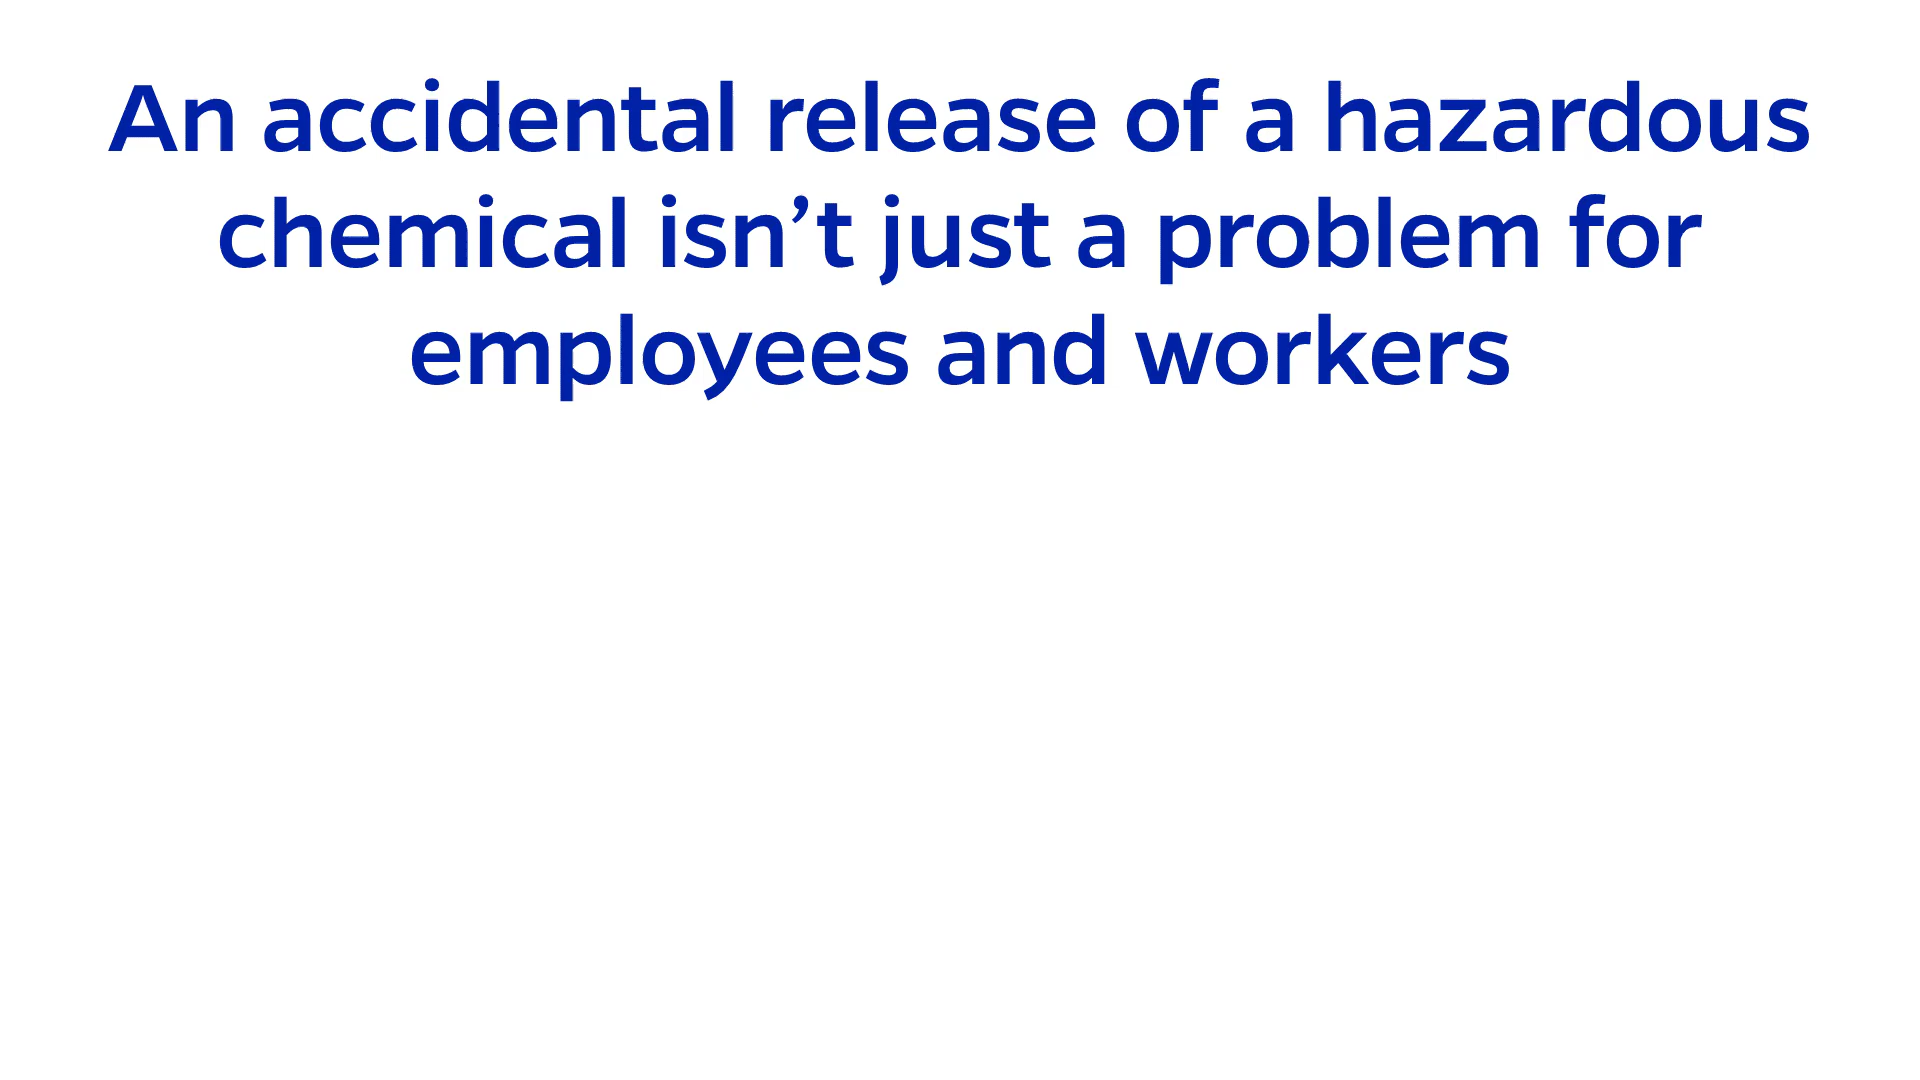 An accidental release of a hazardous
chemical isn’t just a problem for
employees and workers